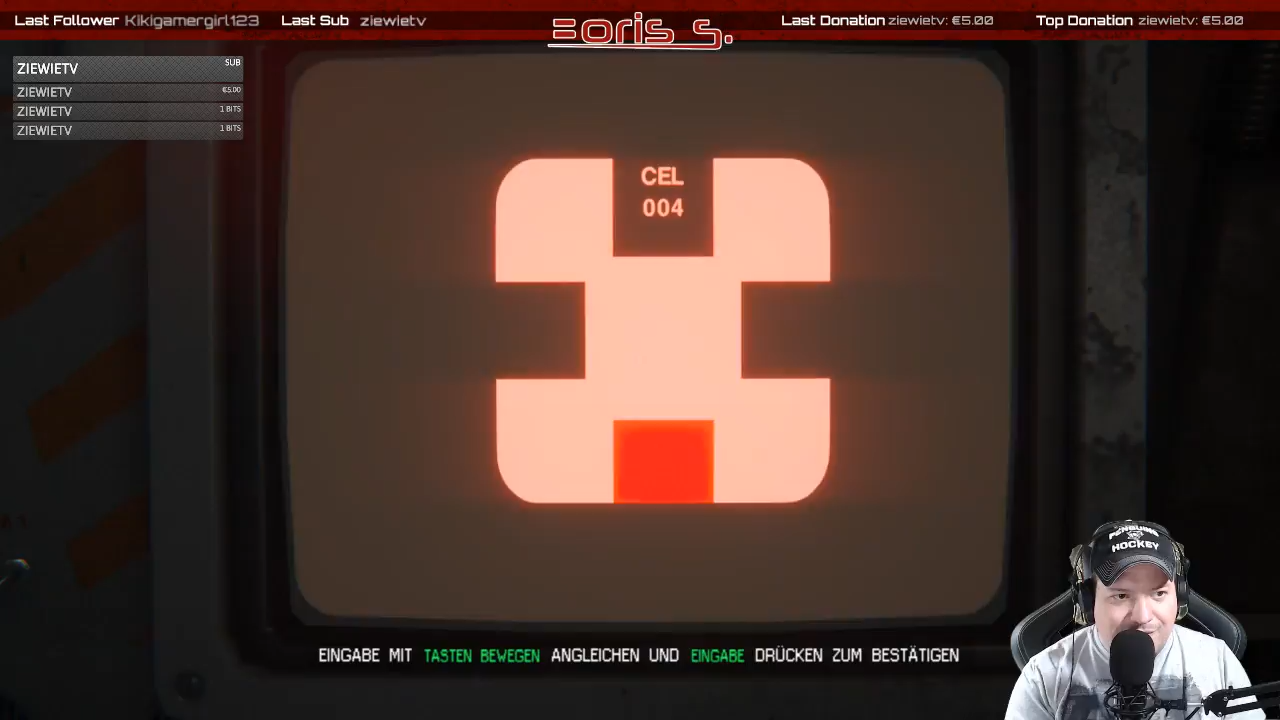 Last Follower Kikigamergirl123 Last Sub ziewietv Boris S. Last Donation ziewietv: €5.00 Top Donation ziewietv: €5.00
ZIEWIETV SUB
ZIEWIETV €5.00
ZIEWIETV 1 BITS
ZIEWIETV 1 BITS
CEL
004
PENGUINS
HOCKEY
EINGABE MIT TASTEN BEWEGEN ANGLEICHEN UND EINGABE DRÜCKEN ZUM BESTÄTIGEN